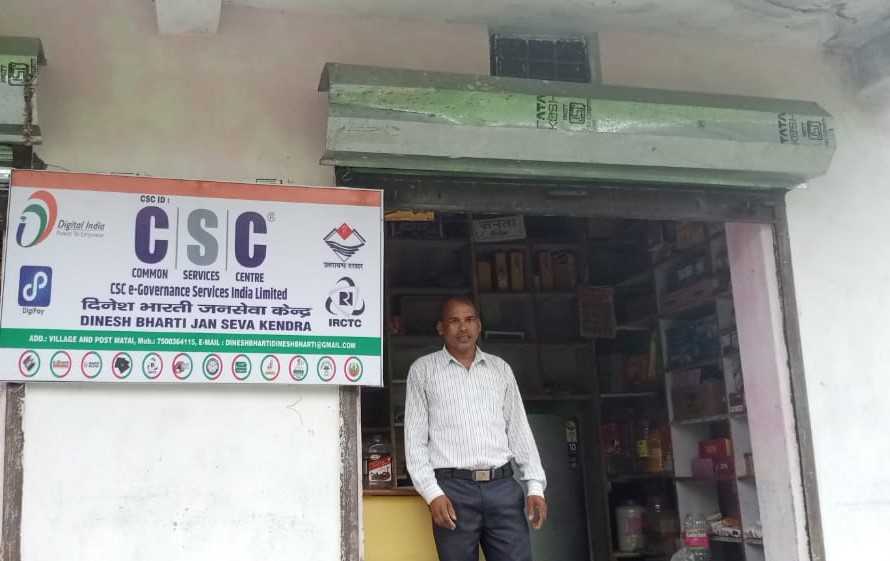 CSC ID :
Digital India
Power To Empower
CSC®
COMMON SERVICES CENTRE
CSC e-Governance Services India Limited
उत्तराखण्ड सरकार
DigiPay
दिनेश भारती जनसेवा केन्द्र
IRCTC
DINESH BHARTI JAN SEVA KENDRA
ADD.: VILLAGE AND POST MATAI, Mob.: 7500364115, E-MAIL : DINESHBHARTIDINESHBHARTI@GMAIL.COM
TATA
TATA
जनता